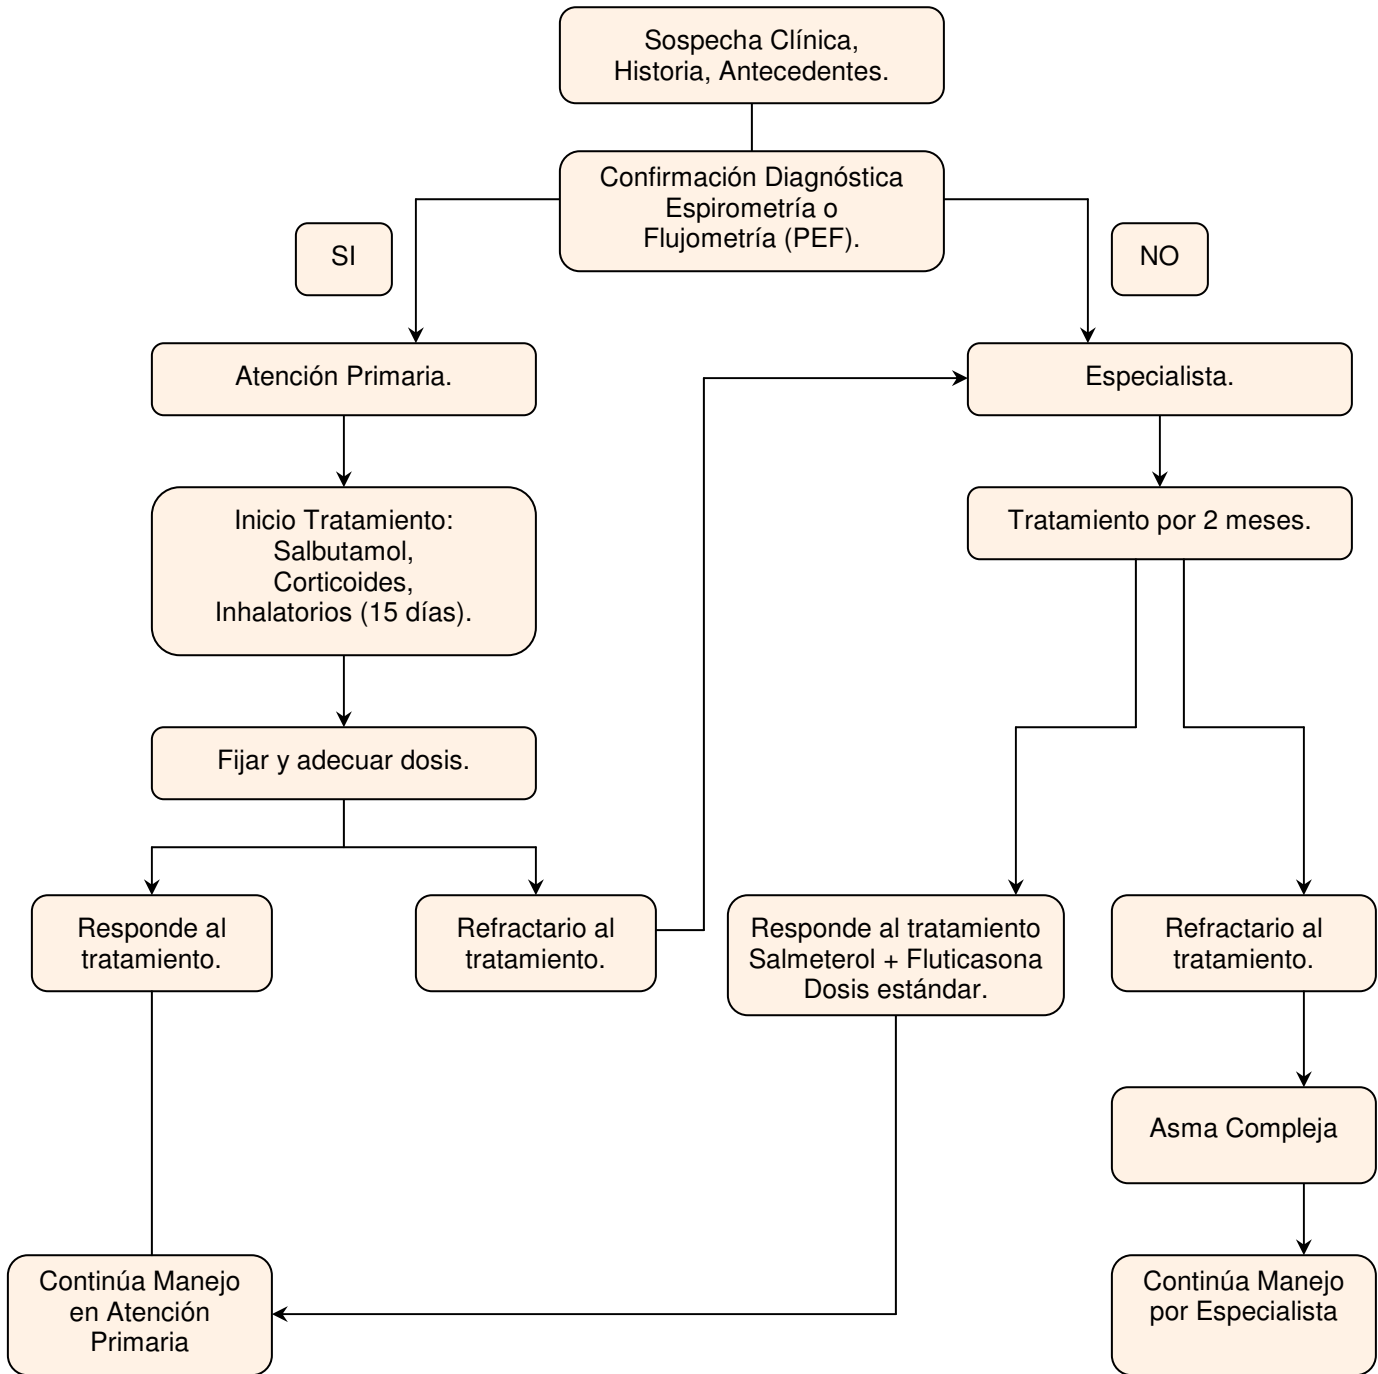 Sospecha Clínica,
Historia, Antecedentes.
Confirmación Diagnóstica
Espirometría o
Flujometría (PEF).
SI
NO
Atención Primaria.
Especialista.
Inicio Tratamiento:
Salbutamol,
Corticoides,
Inhalatorios (15 días).
Tratamiento por 2 meses.
Fijar y adecuar dosis.
Responde al
tratamiento.
Refractario al
tratamiento.
Responde al tratamiento
Salmeterol + Fluticasona
Dosis estándar.
Refractario al
tratamiento.
Asma Compleja
Continúa Manejo
en Atención
Primaria
Continúa Manejo
por Especialista